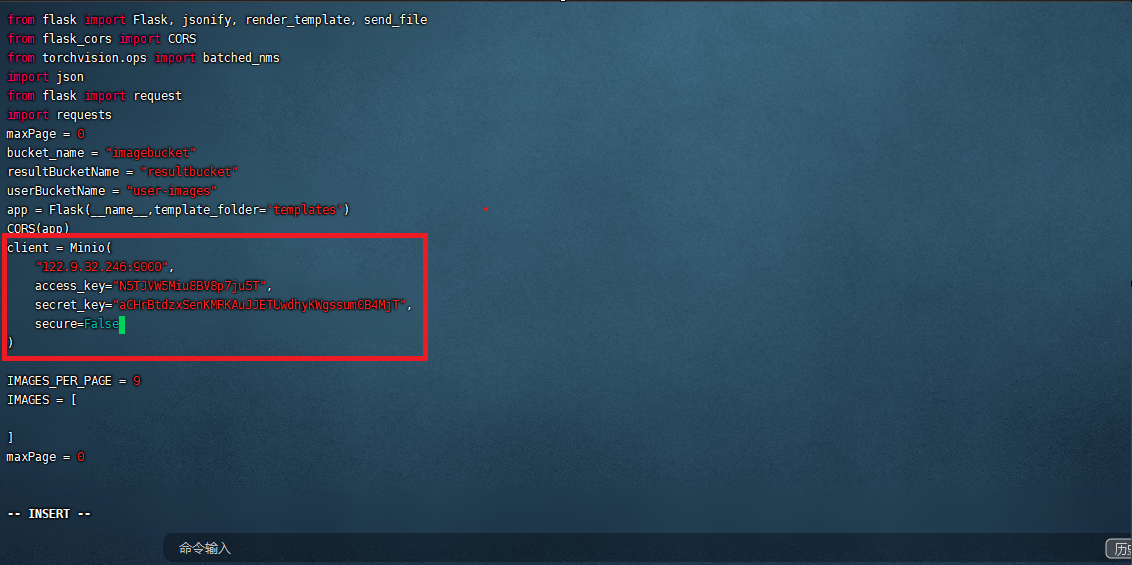 from flask import Flask, jsonify, render_template, send_file
from flask_cors import CORS
from torchvision.ops import batched_nms
import json
from flask import request
import requests
maxPage = 0
bucket_name = "imagebucket"
resultBucketName = "resultbucket"
userBucketName = "user-images"
app = Flask(__name__,template_folder='templates')
CORS(app)
client = Minio(
    "122.9.32.246:9000",
    access_key="N5TJVW5Miu8BV8p7ju5T",
    secret_key="aCHrBtdzxSenKMRKAuJJETUwdhyKWgssum0B4MjT",
    secure=False
)
IMAGES_PER_PAGE = 9
IMAGES = [
]
maxPage = 0
-- INSERT --
命令输入